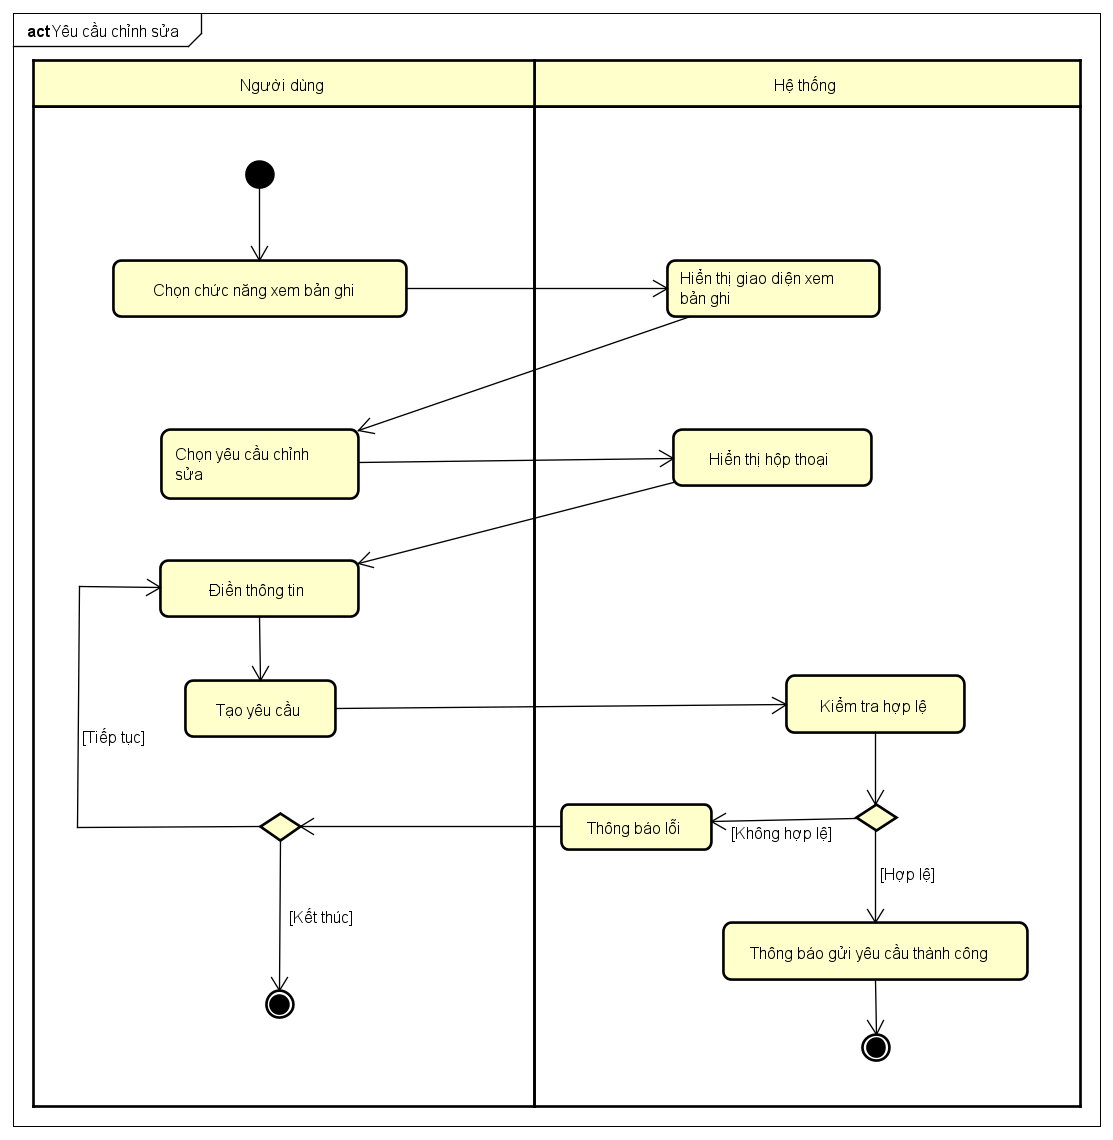 act Yêu cầu chỉnh sửa
Người dùng
Hệ thống
Chọn chức năng xem bản ghi
Hiển thị giao diện xem
bản ghi
Chọn yêu cầu chỉnh
sửa
Hiển thị hộp thoại
Điền thông tin
Tạo yêu cầu
Kiểm tra hợp lệ
[Tiếp tục]
Thông báo lỗi
[Không hợp lệ]
[Hợp lệ]
[Kết thúc]
Thông báo gửi yêu cầu thành công